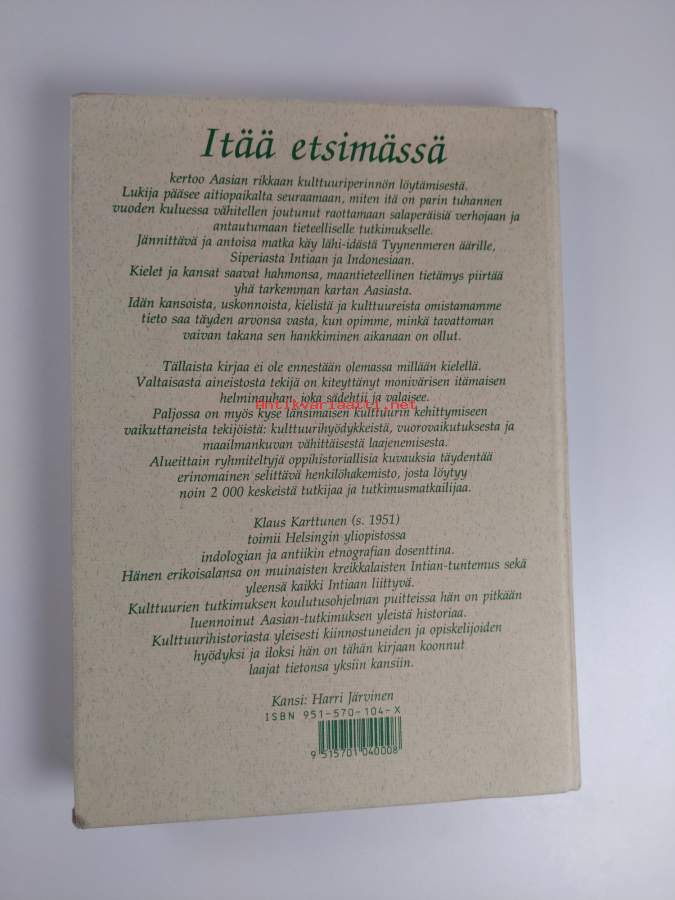 Itää etsimässä
kertoo Aasian rikkaan kulttuuriperinnön löytämisestä.
Lukija pääsee aitiopaikalta seuraamaan, miten itä on parin tuhannen
vuoden kuluessa vähitellen joutunut raottamaan salaperäisiä verhojaan ja
antautumaan tieteelliselle tutkimukselle.
Jännittävä ja antoisa matka käy lähi-idästä Tyynenmeren äärille,
Siperiasta Intiaan ja Indonesiaan.
Kielet ja kansat saavat hahmonsa, maantieteellinen tietämys piirtää
yhä tarkemman kartan Aasiasta.
Idän kansoista, uskonnoista, kielistä ja kulttuureista omistamamme
tieto saa täyden arvonsa vasta, kun opimme, minkä tavattoman
vaivan takana sen hankkiminen aikanaan on ollut.
Tällaista kirjaa ei ole ennestään olemassa millään kielellä.
Valtaisasta aineistosta tekijä on kiteyttänyt monivärisen itämaisen
helminauhan, joka sädehtii ja valaisee.
Antikvariaatti.net
Paljossa on myös kyse länsimaisen kulttuurin kehittymiseen
vaikuttaneista tekijöistä: kulttuurihyödykkeistä, vuorovaikutuksesta ja
maailmankuvan vähittäisestä laajenemisesta.
Alueittain ryhmiteltyjä oppihistoriallisia kuvauksia täydentää
erinomainen selittävä henkilöhakemisto, josta löytyy
noin 2 000 keskeistä tutkijaa ja tutkimusmatkailijaa.
Klaus Karttunen (s. 1951)
toimii Helsingin yliopistossa
indologian ja antiikin etnografian dosenttina.
Hänen erikoisalansa on muinaisten kreikkalaisten Intian-tuntemus sekä
yleensä kaikki Intiaan liittyvä.
Kulttuurien tutkimuksen koulutusohjelman puitteissa hän on pitkään
luennoinut Aasian-tutkimuksen yleistä historiaa.
Kulttuurihistoriasta yleisesti kiinnostuneiden ja opiskelijoiden
hyödyksi ja iloksi hän on tähän kirjaan koonnut
laajat tietonsa yksiin kansiin.
Kansi: Harri Järvinen
ISBN 951-570-104-X
9 515701 040008